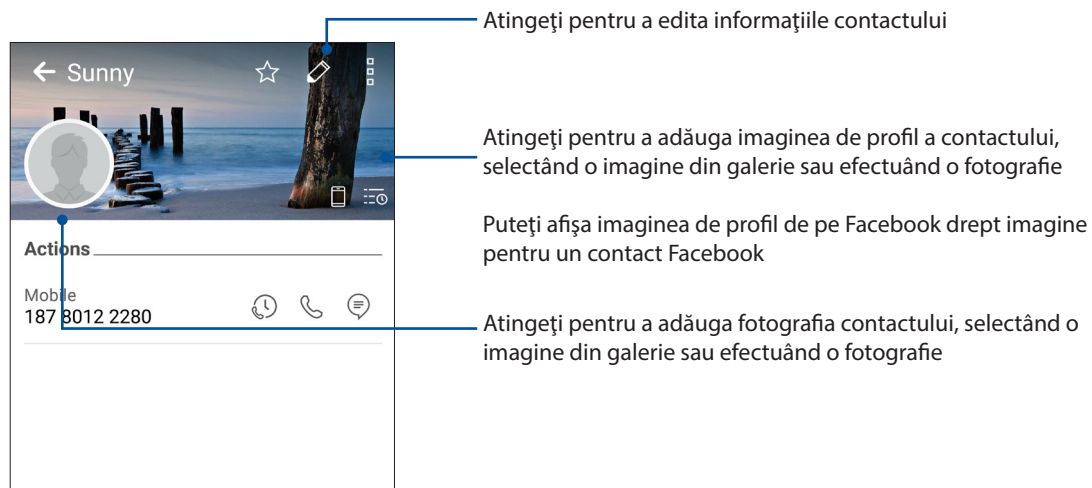 Atingeţi pentru a edita informaţiile contactului
Sunny
Atingeţi pentru a adăuga imaginea de profil a contactului,
selectând o imagine din galerie sau efectuând o fotografie
Puteţi afişa imaginea de profil de pe Facebook drept imagine
pentru un contact Facebook
Actions
Mobile
187 8012 2280
Atingeţi pentru a adăuga fotografia contactului, selectând o
imagine din galerie sau efectuând o fotografie